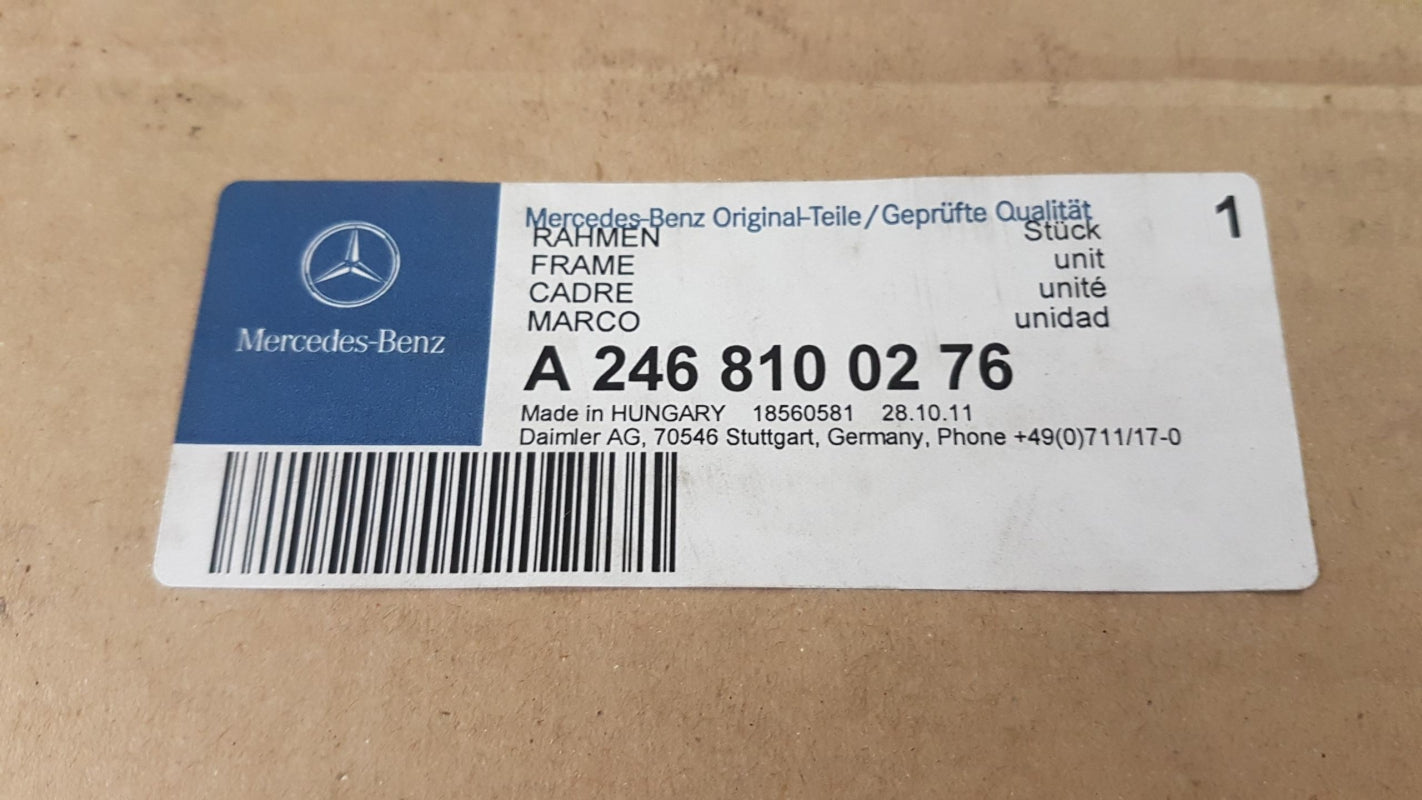 Mercedes-Benz
Mercedes-Benz Original-Teile/Geprüfte Qualität 1
RAHMEN Stück
FRAME unit
CADRE unité
MARCO unidad
A 246 810 02 76
Made in HUNGARY 18560581 28.10.11
Daimler AG, 70546 Stuttgart, Germany, Phone +49(0)711/17-0